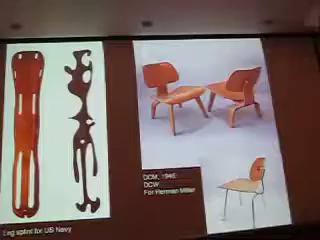 Leg splint for US Navy
DCM, 1945
DCW
For Herman Miller